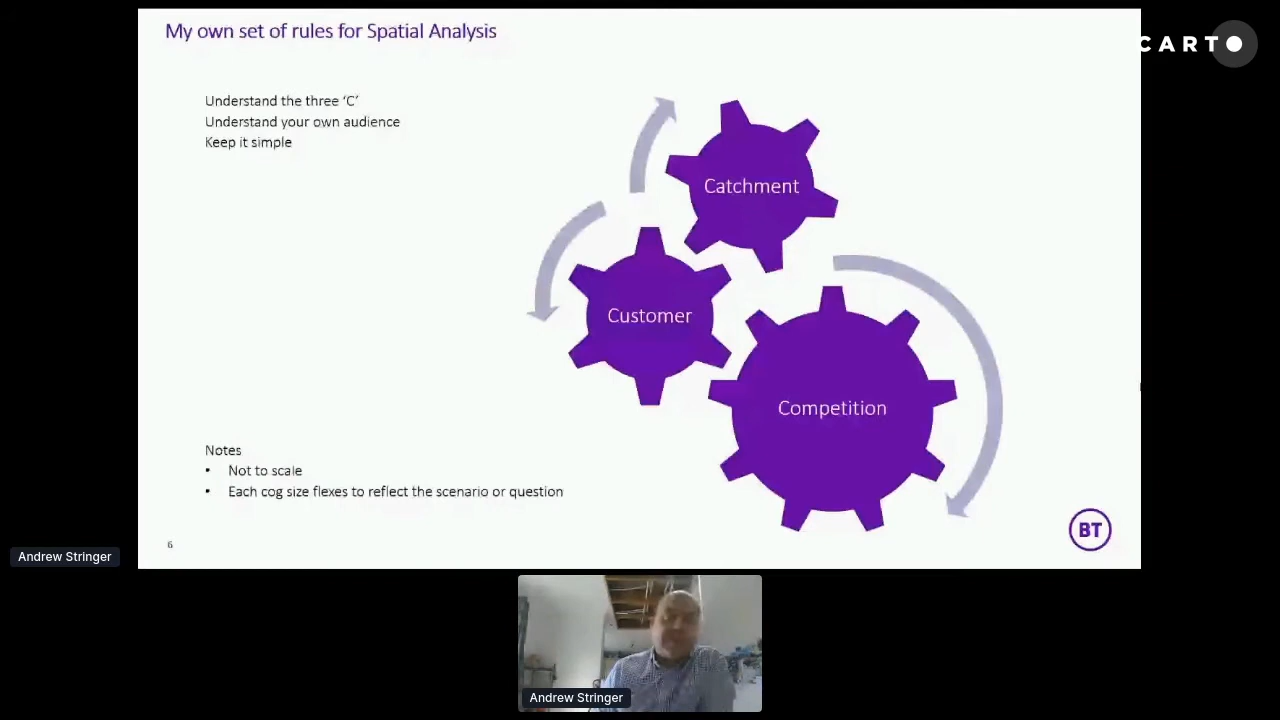 My own set of rules for Spatial Analysis
CARTO
Understand the three ‘C’
Understand your own audience
Keep it simple
Catchment
Customer
Competition
Notes
• Not to scale
• Each cog size flexes to reflect the scenario or question
6
BT
Andrew Stringer
Andrew Stringer